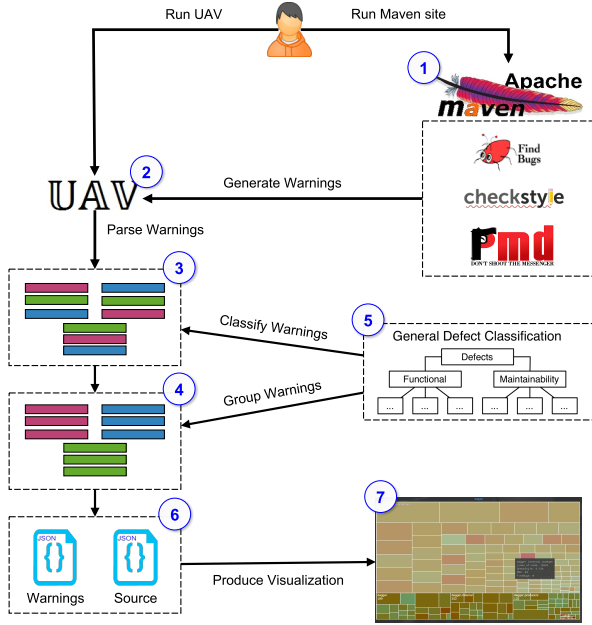 Run UAV
Run Maven site
1
Apache
maven
Find
Bugs
checkstyle
pmd
DON'T SHOOT THE MESSENGER
2
UAV
Generate Warnings
Parse Warnings
3
Classify Warnings
5
General Defect Classification
Defects
Functional
Maintainability
...
...
...
...
...
...
4
Group Warnings
6
JSON
{}
JSON
{}
Warnings
Source
Produce Visualization
7